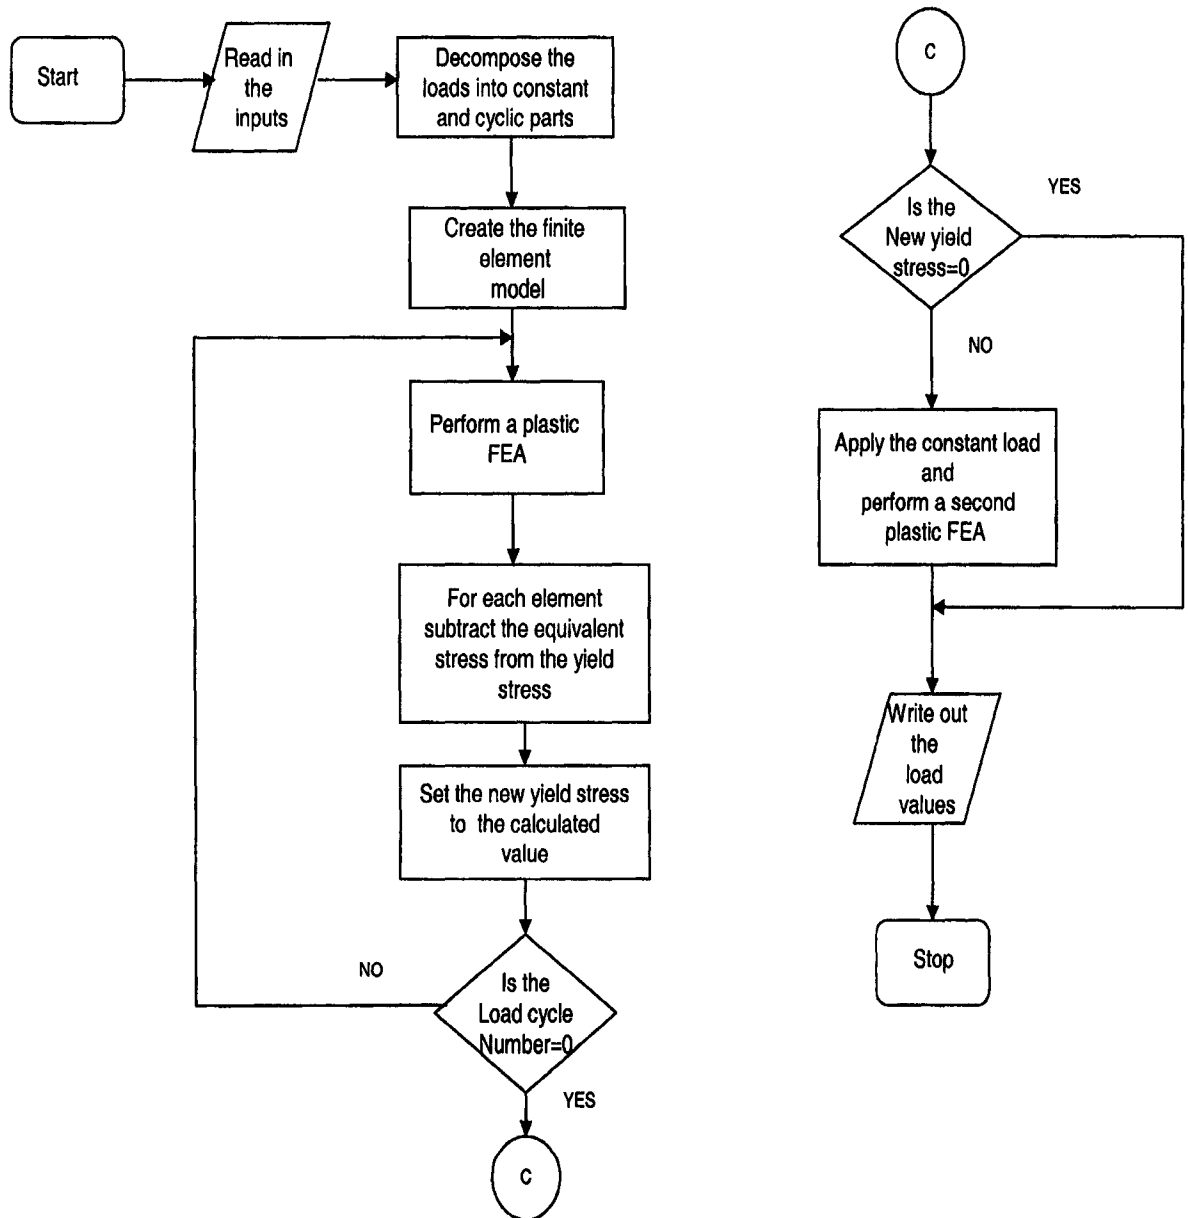 Start
Read in
the
inputs
Decompose the
loads into constant
and cyclic parts
Create the finite
element
model
Perform a plastic
FEA
For each element
subtract the equivalent
stress from the yield
stress
Set the new yield stress
to the calculated
value
NO
Is the
Load cycle
Number=0
YES
C
C
YES
Is the
New yield
stress=0
NO
Apply the constant load
and
perform a second
plastic FEA
Write out
the
load
values
Stop